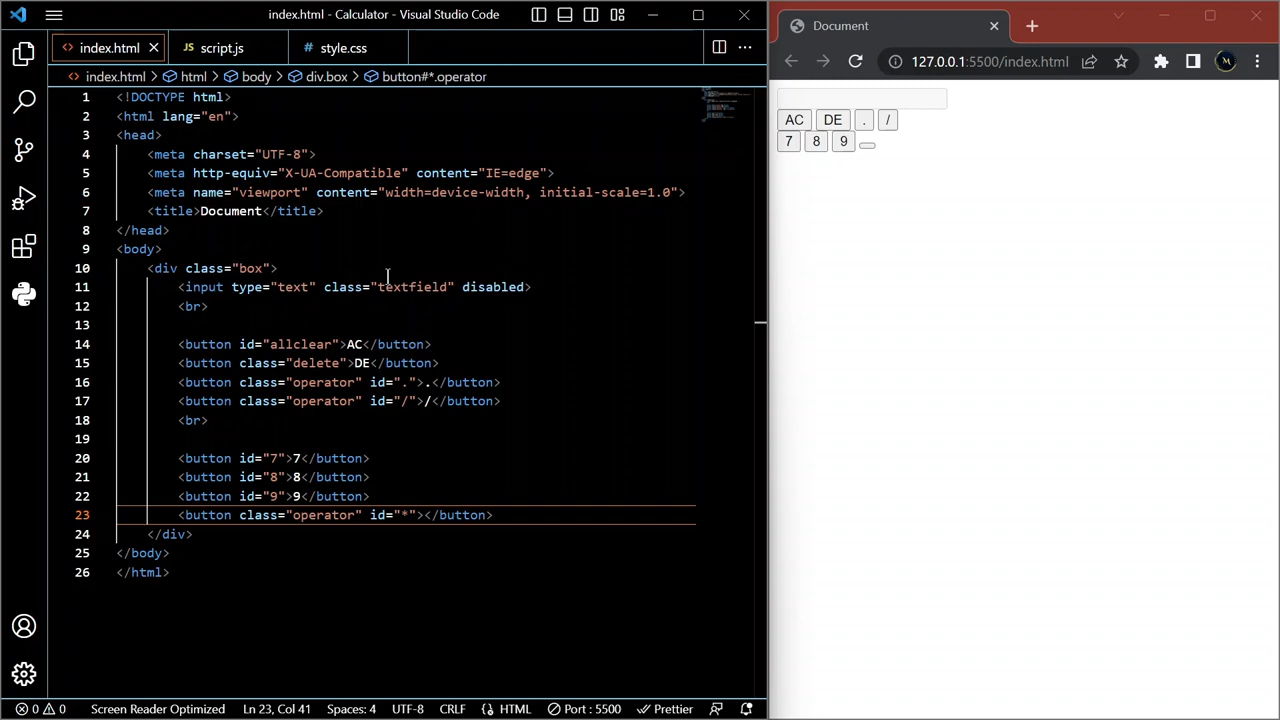 index.html - Calculator - Visual Studio Code
index.html
JS script.js
# style.css
index.html > html > body > div.box > button#*.operator
1 <!DOCTYPE html>
2 <html lang="en">
3 <head>
4 <meta charset="UTF-8">
5 <meta http-equiv="X-UA-Compatible" content="IE=edge">
6 <meta name="viewport" content="width=device-width, initial-scale=1.0">
7 <title>Document</title>
8 </head>
9 <body>
10 <div class="box">
11 <input type="text" class="textfield" disabled>
12 <br>
13
14 <button id="allclear">AC</button>
15 <button class="delete">DE</button>
16 <button class="operator" id=".">.</button>
17 <button class="operator" id="/">/</button>
18 <br>
19
20 <button id="7">7</button>
21 <button id="8">8</button>
22 <button id="9">9</button>
23 <button class="operator" id="*"></button>
24 </div>
25 </body>
26 </html>
0 0 Screen Reader Optimized Ln 23, Col 41 Spaces: 4 UTF-8 CRLF HTML Port : 5500 Prettier
Document
127.0.0.1:5500/index.html M
AC DE . /
7 8 9